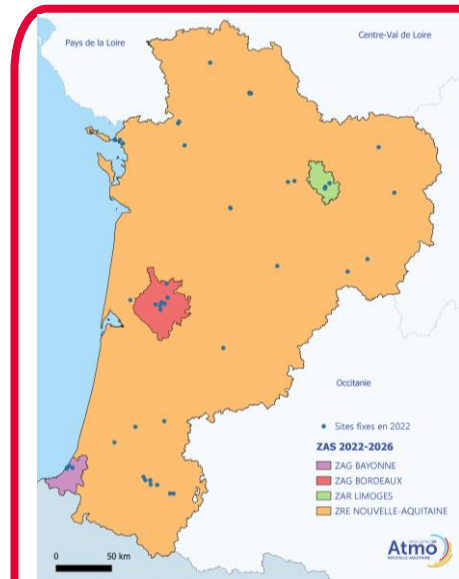 Pays de la Loire
Centre-Val de Loire
Occitanie
Sites fixes en 2022
ZAS 2022-2026
ZAG BAYONNE
ZAG BORDEAUX
ZAR LIMOGES
ZRE NOUVELLE-AQUITAINE
0 50 km
Atmo
NOUVELLE-AQUITAINE